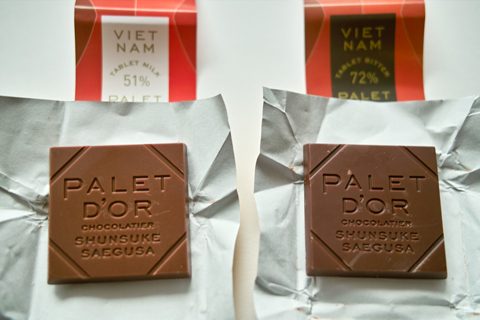 VIET
NAM
TABLET MILK
51%
PALET
VIET
NAM
TABLET BITTER
72%
PALET
PALET
D'OR
CHOCOLATIER
SHUNSUKE
SAEGUSA
PALET
D'OR
CHOCOLATIER
SHUNSUKE
SAEGUSA